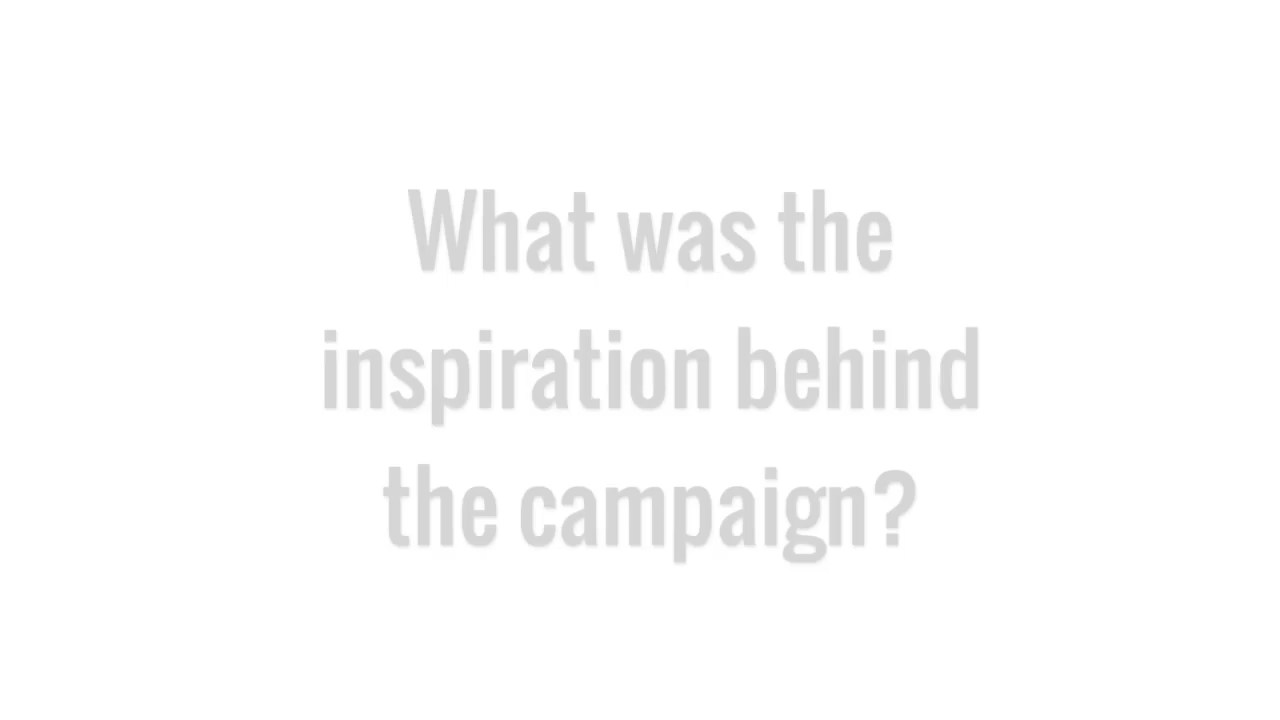 What was the
inspiration behind
the campaign?